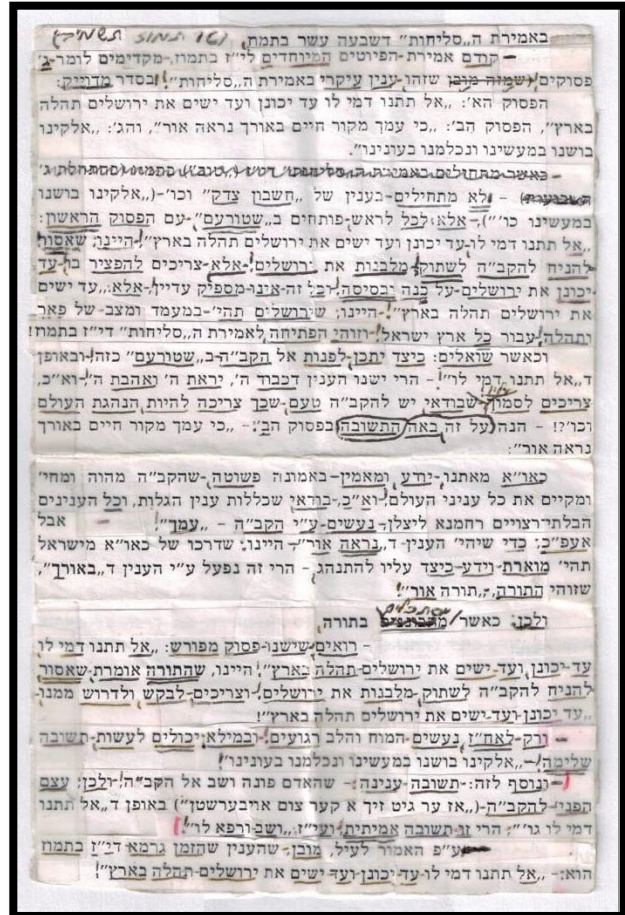 באמירת ה„סליחות" דשבעה עשר בתמוז,
קודם אמירת הפיוטים המיוחדים לי"ז בתמוז, מקדימים לומר ג'
פסוקים (שמזה מובן שזהו ענין עיקרי באמירת ה„סליחות"), ובסדר מדוייק:
הפסוק הא': „אל תתנו דמי לו עד יכונן ועד ישים את ירושלים תהלה
בארץ", הפסוק הב': „כי עמך מקור חיים באורך נראה אור", והג': „אלקינו
בושנו במעשינו ונכלמנו בעונינו".
כאשר מתחילים באמירת ה„סליחות"
– לא מתחילים בענין של „חשבון צדק" וכו' („אלקינו בושנו
במעשינו כו'"), אלא לכל לראש פותחים ב„שטורעם" עם הפסוק הראשון:
„אל תתנו דמי לו עד יכונן ועד ישים את ירושלים תהלה בארץ"! היינו, שאסור
להניח להקב"ה לשתוק מלבנות את ירושלים! אלא צריכים להפציר בו עד
יכונן את ירושלים על כנה ובסיסה! וכל זה אינו מספיק עדיין! אלא: „עד ישים
את ירושלים תהלה בארץ"! היינו, שירושלים תהי' במעמד ומצב של פאר
ותהלה! עבור כל ארץ ישראל! וזוהי הפתיחה לאמירת ה„סליחות" די"ז בתמוז!
וכאשר שואלים: כיצד יתכן לפנות אל הקב"ה ב„שטורעם" כזה! ובאופן
ד„אל תתנו דמי לו"! – הרי ישנו הענין דכבוד ה', יראת ה' ואהבת ה'! וא"כ,
צריכים לסמוך שבודאי יש להקב"ה טעם שכך צריכה להיות הנהגת העולם
וכו'?! – הנה על זה באה התשובה בפסוק הב': – „כי עמך מקור חיים באורך
נראה אור":
כאו"א מאתנו יודע ומאמין באמונה פשוטה שהקב"ה מהוה ומחי'
ומקיים את כל עניני העולם! וא"כ, בודאי שכללות ענין הגלות, וכל הענינים
הבלתי-רצויים רחמנא ליצלן נעשים ע"י הקב"ה – „עמך"! אבל
אעפ"כ, כדי שיהי' הענין ד„נראה אור" היינו, שדרכו של כאו"א מישראל
תהי' מוארת וידע כיצד עליו להתנהג, – הרי זה נפעל ע"י הענין ד„באורך",
שזוהי התורה, „תורה אור"!
ולכן: כאשר מסתכלים בתורה,
– רואים שישנו פסוק מפורש: „אל תתנו דמי לו
עד יכונן ועד ישים את ירושלים תהלה בארץ"! היינו, שהתורה אומרת שאסור
להניח להקב"ה לשתוק מלבנות את ירושלים! וצריכים לבקש ולדרוש ממנו
„עד יכונן ועד ישים את ירושלים תהלה בארץ"!
– ורק לאח"ז נעשים המוח והלב רגועים! ובמילא יכולים לעשות תשובה
שלימה! – „אלקינו בושנו במעשינו ונכלמנו בעונינו"!
– ונוסף לזה: תשובה ענינה: – שהאדם פונה ושב אל הקב"ה! ולכן: עצם
הפני' להקב"ה („אז ער גיט זיך א קער צום אויבערשטן") באופן ד„אל תתנו
דמי לו גו'"; הרי זו תשובה אמיתית! ועי"ז: „ושב ורפא לו"!
ע"פ האמור לעיל, מובן, שהענין שהזמן גרמא די"ז בתמוז
הוא: – „אל תתנו דמי לו עד יכונן ועד ישים את ירושלים תהלה בארץ"!